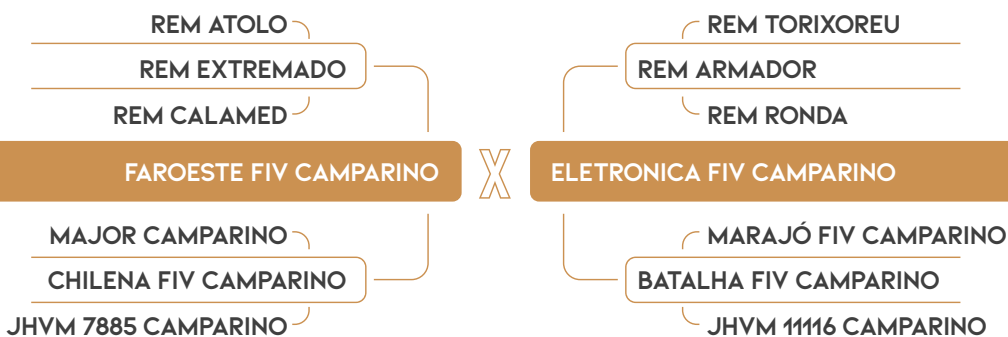 REM ATOLO
REM EXTREMADO
REM CALAMED
FAROESTE FIV CAMPARINO
MAJOR CAMPARINO
CHILENA FIV CAMPARINO
JHVM 7885 CAMPARINO
X
REM TORIXOREU
REM ARMADOR
REM RONDA
ELETRONICA FIV CAMPARINO
MARAJÓ FIV CAMPARINO
BATALHA FIV CAMPARINO
JHVM 11116 CAMPARINO